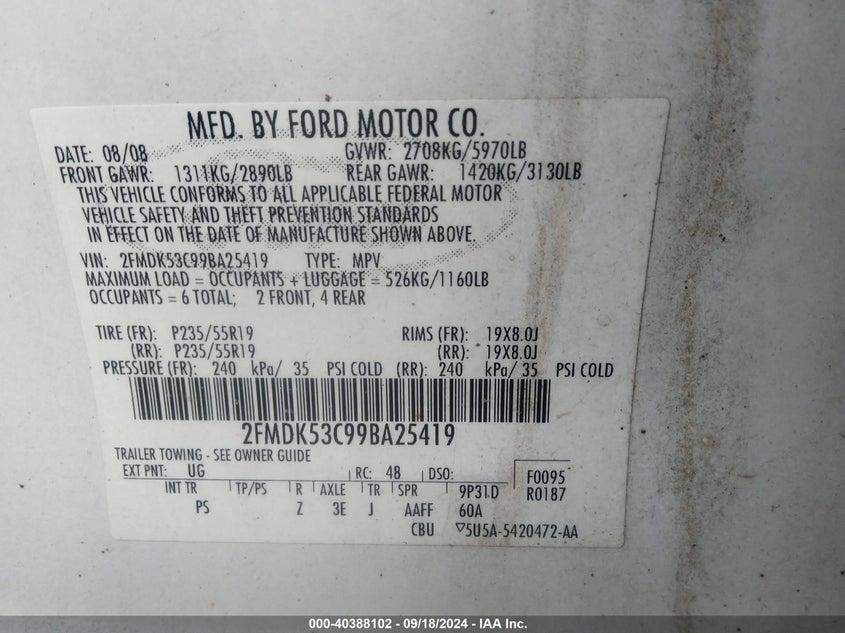 MFD. BY FORD MOTOR CO.
DATE: 08/08 GVWR: 2708KG/5970LB
FRONT GAWR: 1311KG/2890LB REAR GAWR: 1420KG/3130LB
THIS VEHICLE CONFORMS TO ALL APPLICABLE FEDERAL MOTOR
VEHICLE SAFETY AND THEFT PREVENTION STANDARDS
IN EFFECT ON THE DATE OF MANUFACTURE SHOWN ABOVE.
VIN: 2FMDK53C99BA25419 TYPE: MPV
MAXIMUM LOAD = OCCUPANTS + LUGGAGE = 526KG/1160LB
OCCUPANTS = 6 TOTAL; 2 FRONT, 4 REAR
TIRE (FR): P235/55R19 RIMS (FR): 19X8.0J
(RR): P235/55R19 (RR): 19X8.0J
PRESSURE (FR): 240 kPa/ 35 PSI COLD (RR): 240 kPa/ 35 PSI COLD
2FMDK53C99BA25419
TRAILER TOWING - SEE OWNER GUIDE
EXT PNT: UG RC: 48 DSO: F0095
INT TR TP/PS R AXLE TR SPR 9P31D R0187
PS Z 3E J AAFF 60A
CBU ▽5U5A-5420472-AA
000-40388102 - 09/18/2024 - IAA Inc.